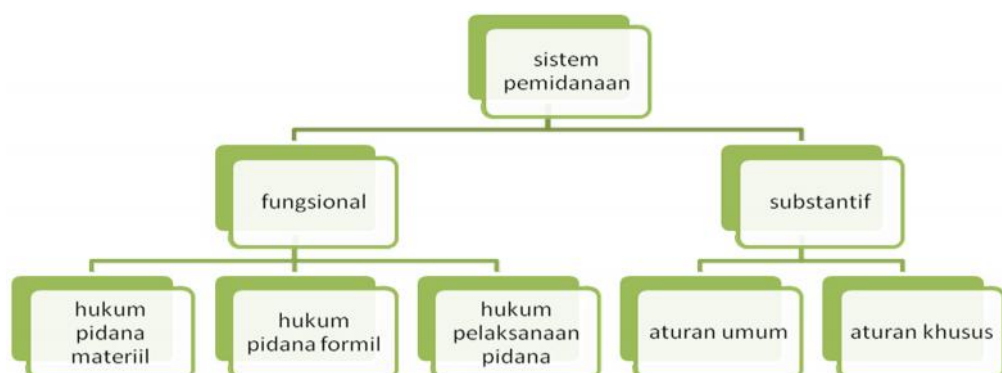 sistem
pemidanaan
fungsional
substantif
hukum
pidana
materiil
hukum
pidana formil
hukum
pelaksanaan
pidana
aturan umum
aturan khusus